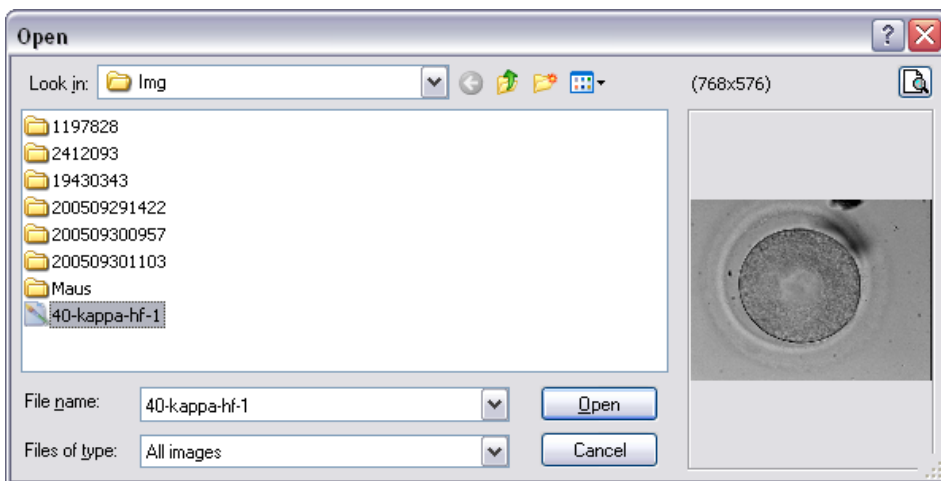 Open
Look in: Img (768x576)
1197828
2412093
19430343
200509291422
200509300957
200509301103
Maus
40-kappa-hf-1
File name: 40-kappa-hf-1 Open
Files of type: All images Cancel